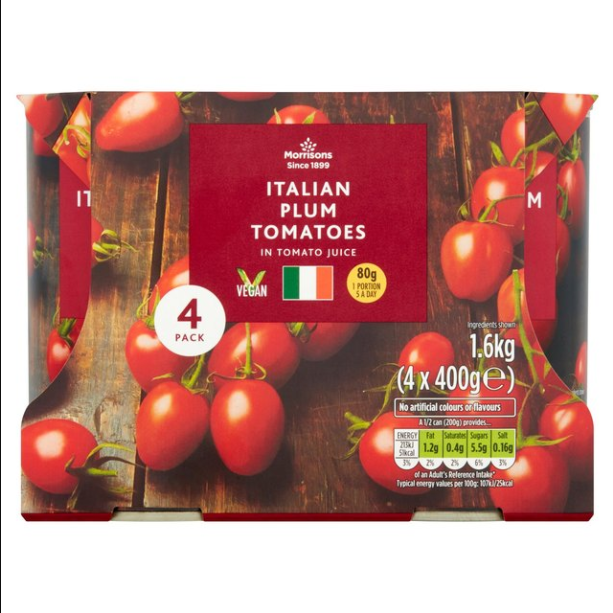 Morrisons
Since 1899
ITALIAN
PLUM
TOMATOES
IN TOMATO JUICE
VEGAN
80g
1 PORTION
5 A DAY
IT
M
4
PACK
Ingredients shown
1.6kg
(4 x 400g℮)
No artificial colours or flavours
A 1/2 can (200g) provides...
ENERGY Fat Saturates Sugars Salt
213kJ 51kcal 1.2g 0.4g 5.5g 0.16g
3% 2% 2% 6% 3%
of an Adult's Reference Intake*
Typical energy values per 100g: 107kJ/25kcal